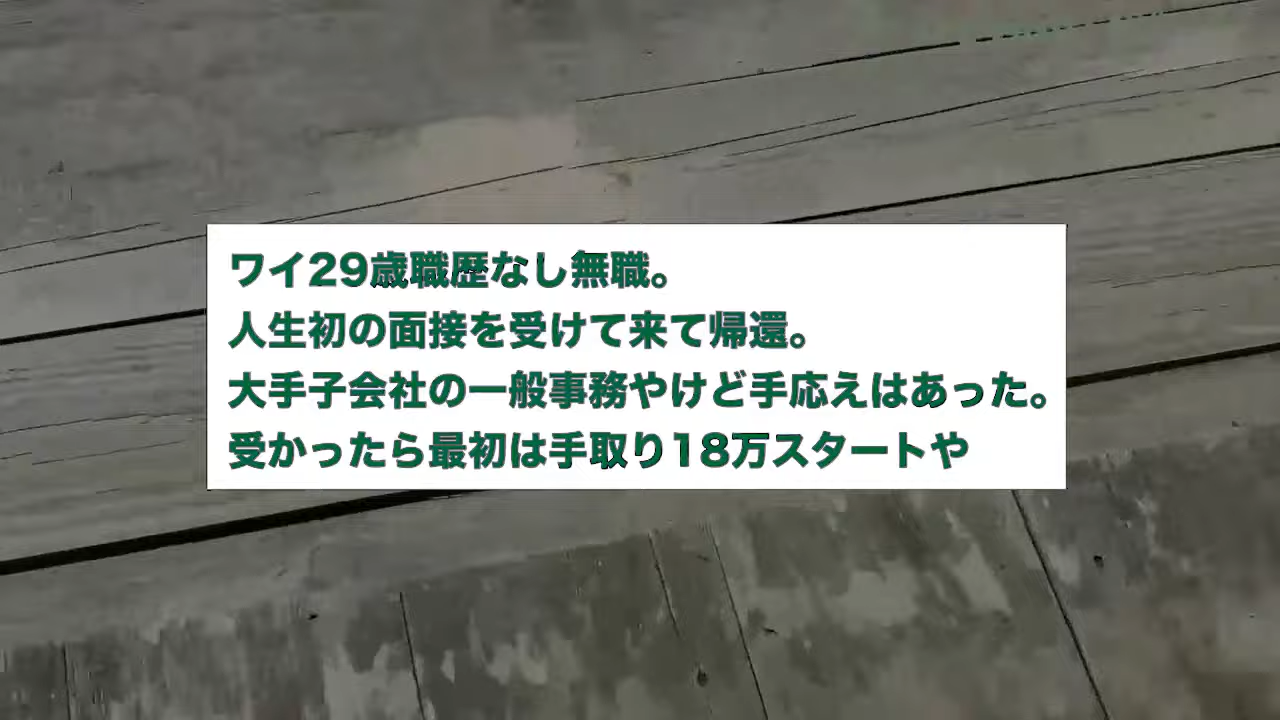 ワイ29歳職歴なし無職。
人生初の面接を受けて来て帰還。
大手子会社の一般事務やけど手応えはあった。
受かったら最初は手取り18万スタートや